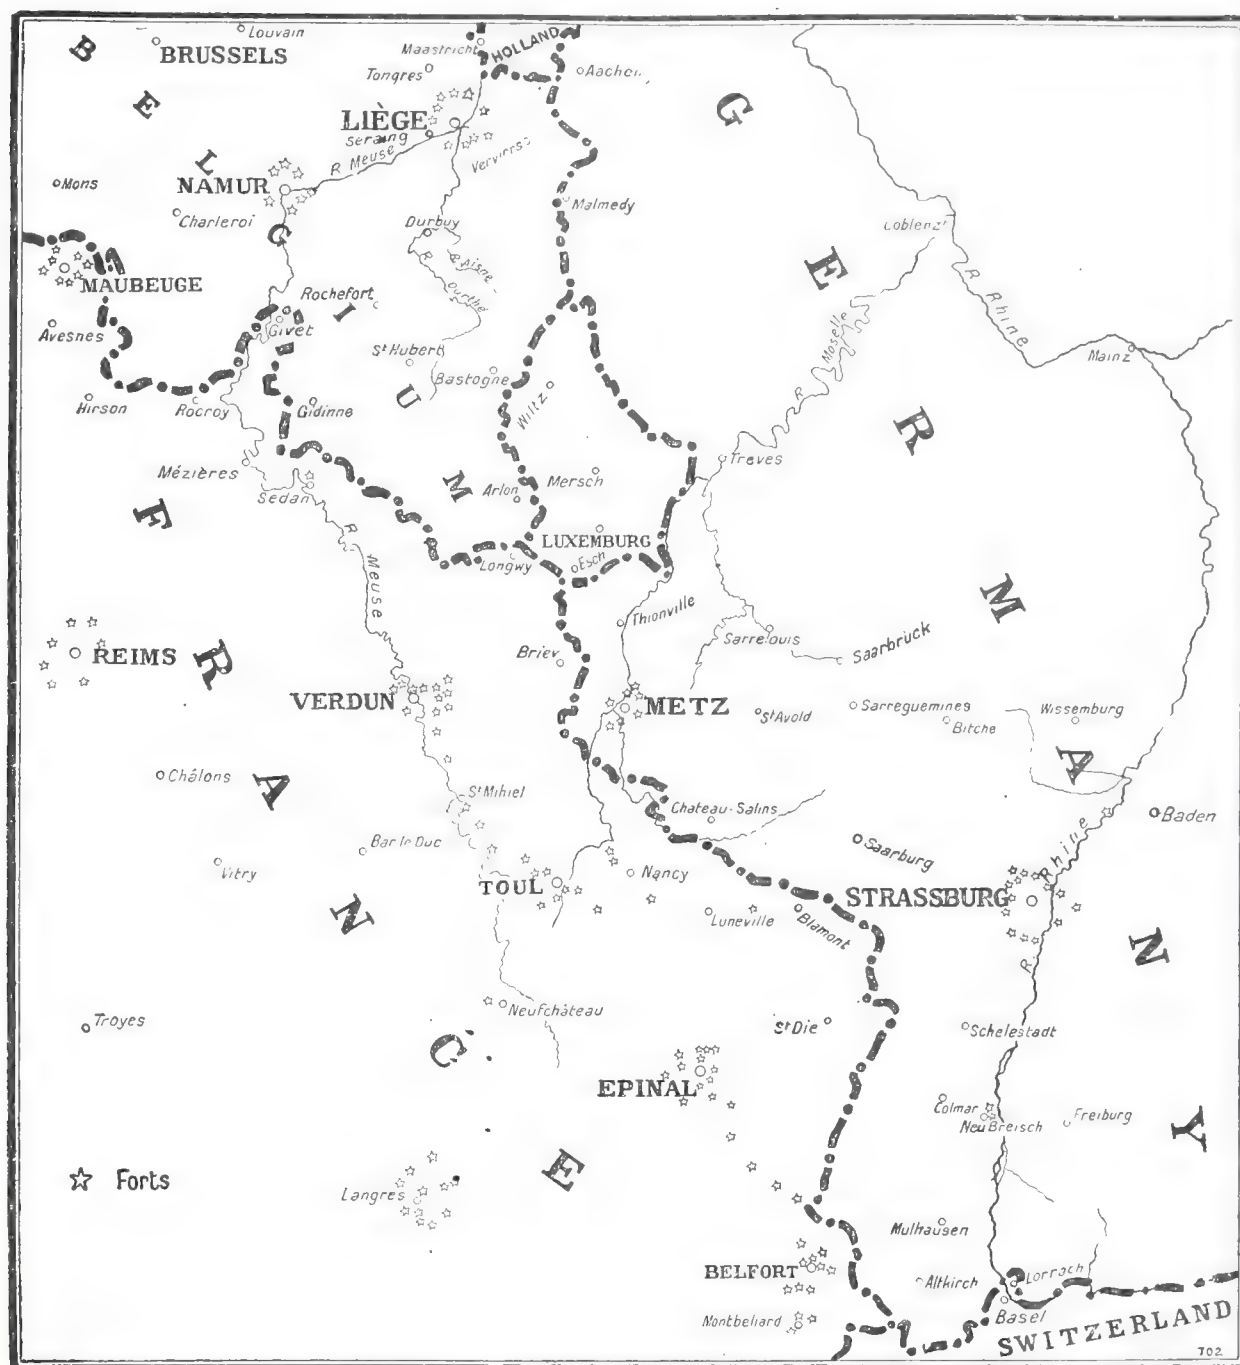 Louvain
BRUSSELS
Maastricht
HOLLAND
Tongres
LIÈGE
Seraing
R Meuse
NAMUR
Mons
Charleroi
Malmedy
Durbuy
R
Ourthe
BELGIUM
GERMANY
Coblenz
R Rhine
Mainz
R Moselle
MAUBEUGE
Rochefort
Givet
Avesnes
St Hubert
Bastogne
Wiltz
Hirson
Rocroy
Gidinne
Treves
Mézières
Sedan
Arlon
Mersch
LUXEMBURG
Longwy
Esch
R Meuse
Thionville
Sarrelouis
Saarbruck
FRANCE
REIMS
Briev
VERDUN
METZ
St Avold
Sarreguemines
Bitche
Wissemburg
Châlons
St Mihiel
Chateau-Salins
Baden
Bar le Duc
Saarburg
R. Rhine
Vitry
TOUL
Nancy
STRASSBURG
Luneville
Blamont
Neufchâteau
Troyes
St Die
Schelestadt
EPINAL
Colmar
Neu Breisch
Freiburg
Forts
Langres
Mulhausen
BELFORT
Altkirch
Lorrach
Montbeliard
Basel
SWITZERLAND
702